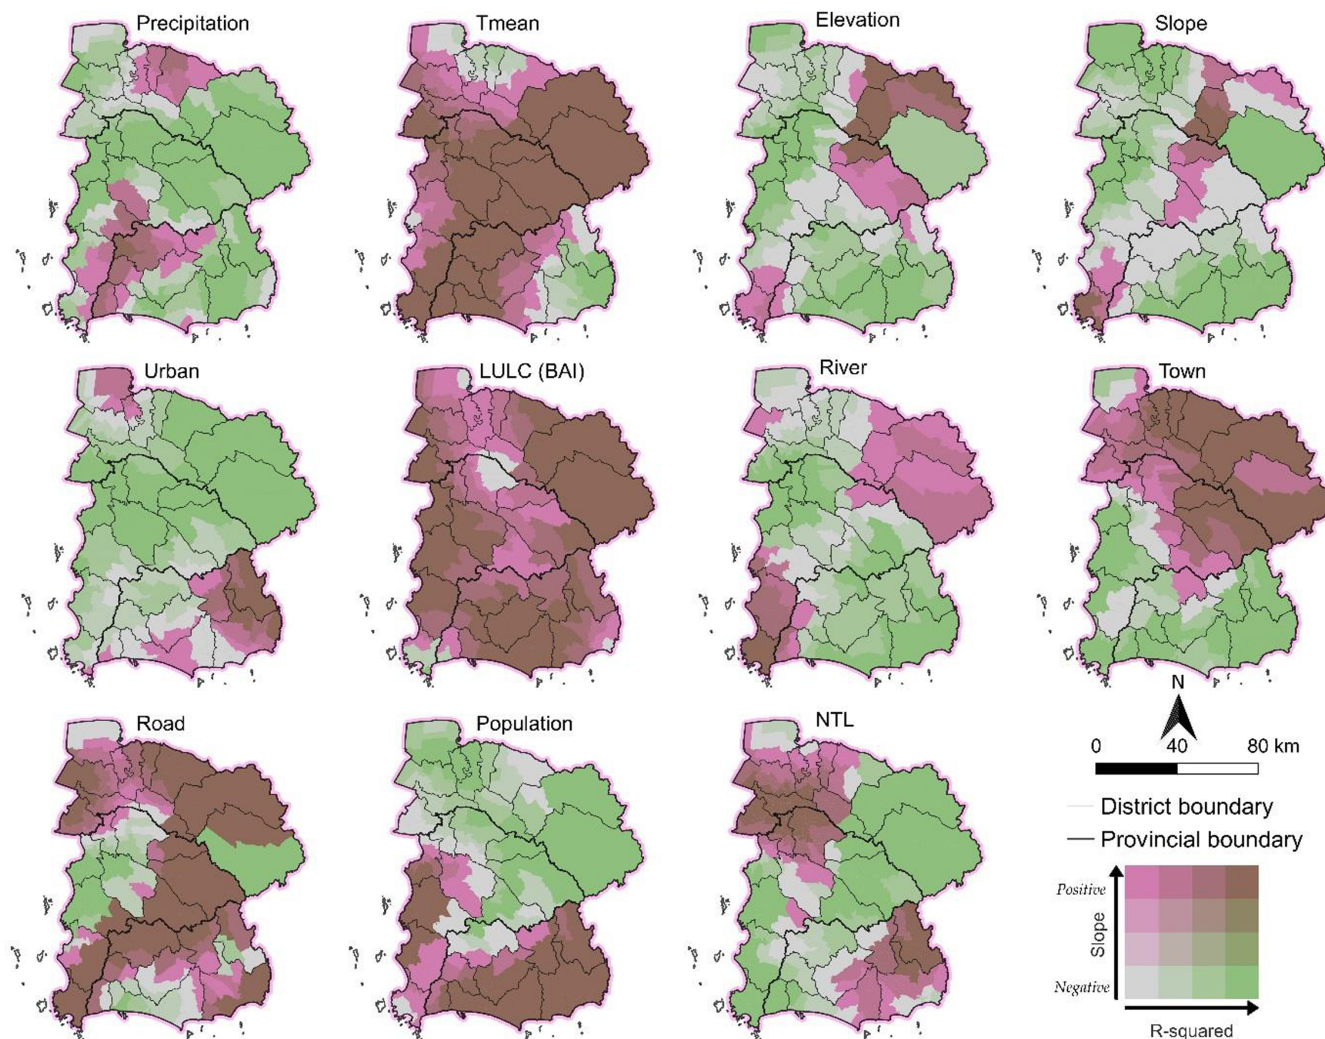 Precipitation
Tmean
Elevation
Slope
Urban
LULC (BAI)
River
Town
Road
Population
NTL
N
0 40 80 km
District boundary
Provincial boundary
Positive
Slope
Negative
R-squared